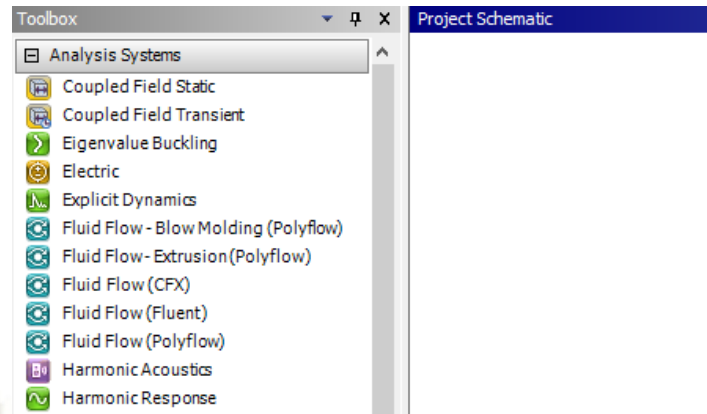 Toolbox
Project Schematic
Analysis Systems
Coupled Field Static
Coupled Field Transient
Eigenvalue Buckling
Electric
Explicit Dynamics
Fluid Flow - Blow Molding (Polyflow)
Fluid Flow - Extrusion (Polyflow)
Fluid Flow (CFX)
Fluid Flow (Fluent)
Fluid Flow (Polyflow)
Harmonic Acoustics
Harmonic Response